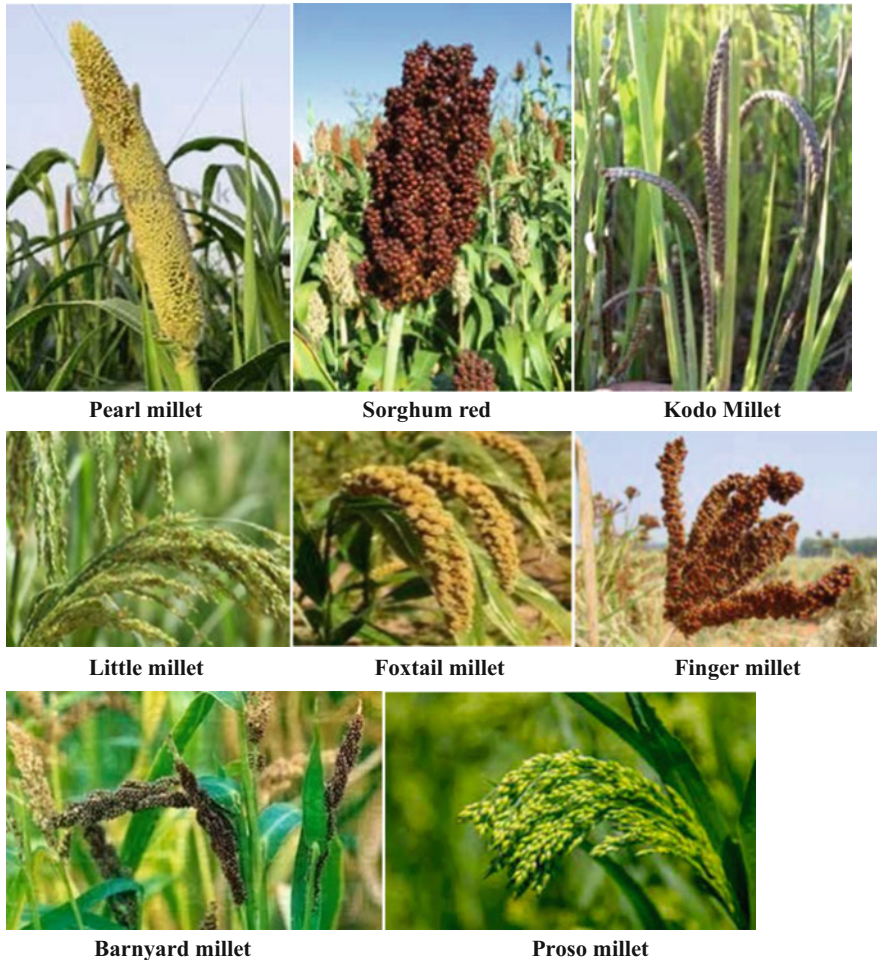 Pearl millet
Sorghum red
Kodo Millet
Little millet
Foxtail millet
Finger millet
Barnyard millet
Proso millet